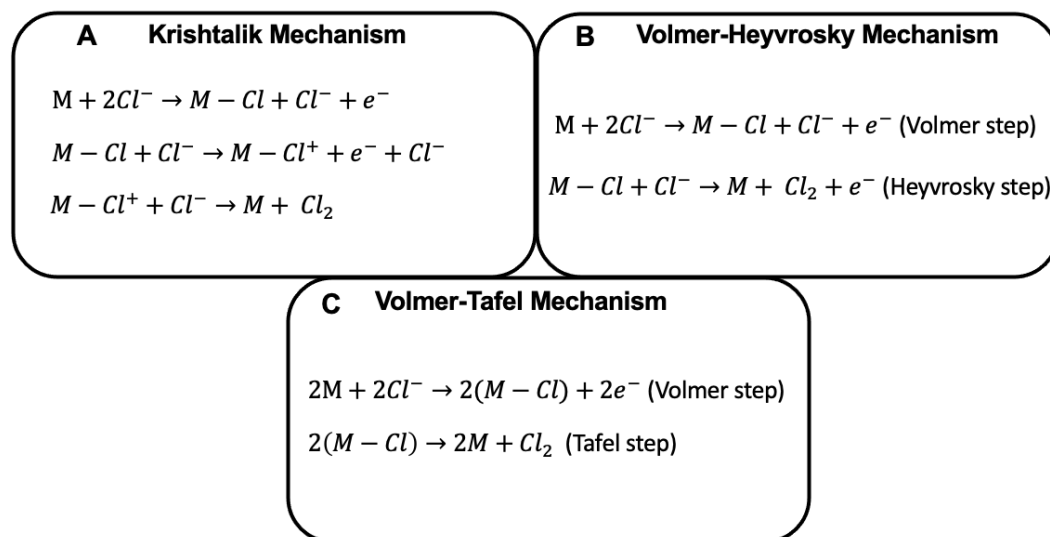 A Krishtalik Mechanism
M + 2Cl⁻ → M − Cl + Cl⁻ + e⁻
M − Cl + Cl⁻ → M − Cl⁺ + e⁻ + Cl⁻
M − Cl⁺ + Cl⁻ → M + Cl₂
B Volmer-Heyvrosky Mechanism
M + 2Cl⁻ → M − Cl + Cl⁻ + e⁻ (Volmer step)
M − Cl + Cl⁻ → M + Cl₂ + e⁻ (Heyvrosky step)
C Volmer-Tafel Mechanism
2M + 2Cl⁻ → 2(M − Cl) + 2e⁻ (Volmer step)
2(M − Cl) → 2M + Cl₂ (Tafel step)